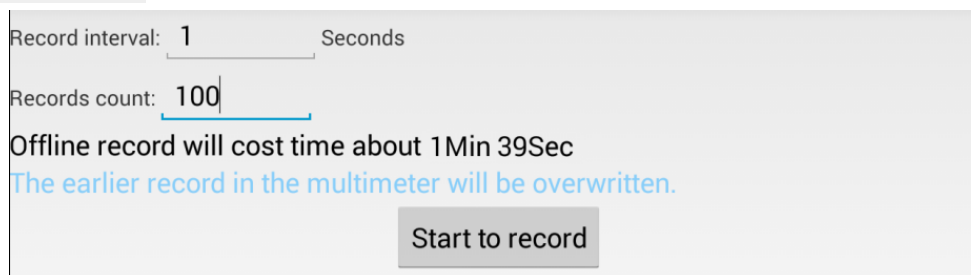 Record interval: 1 Seconds
Records count: 100
Offline record will cost time about 1Min 39Sec
The earlier record in the multimeter will be overwritten.
Start to record